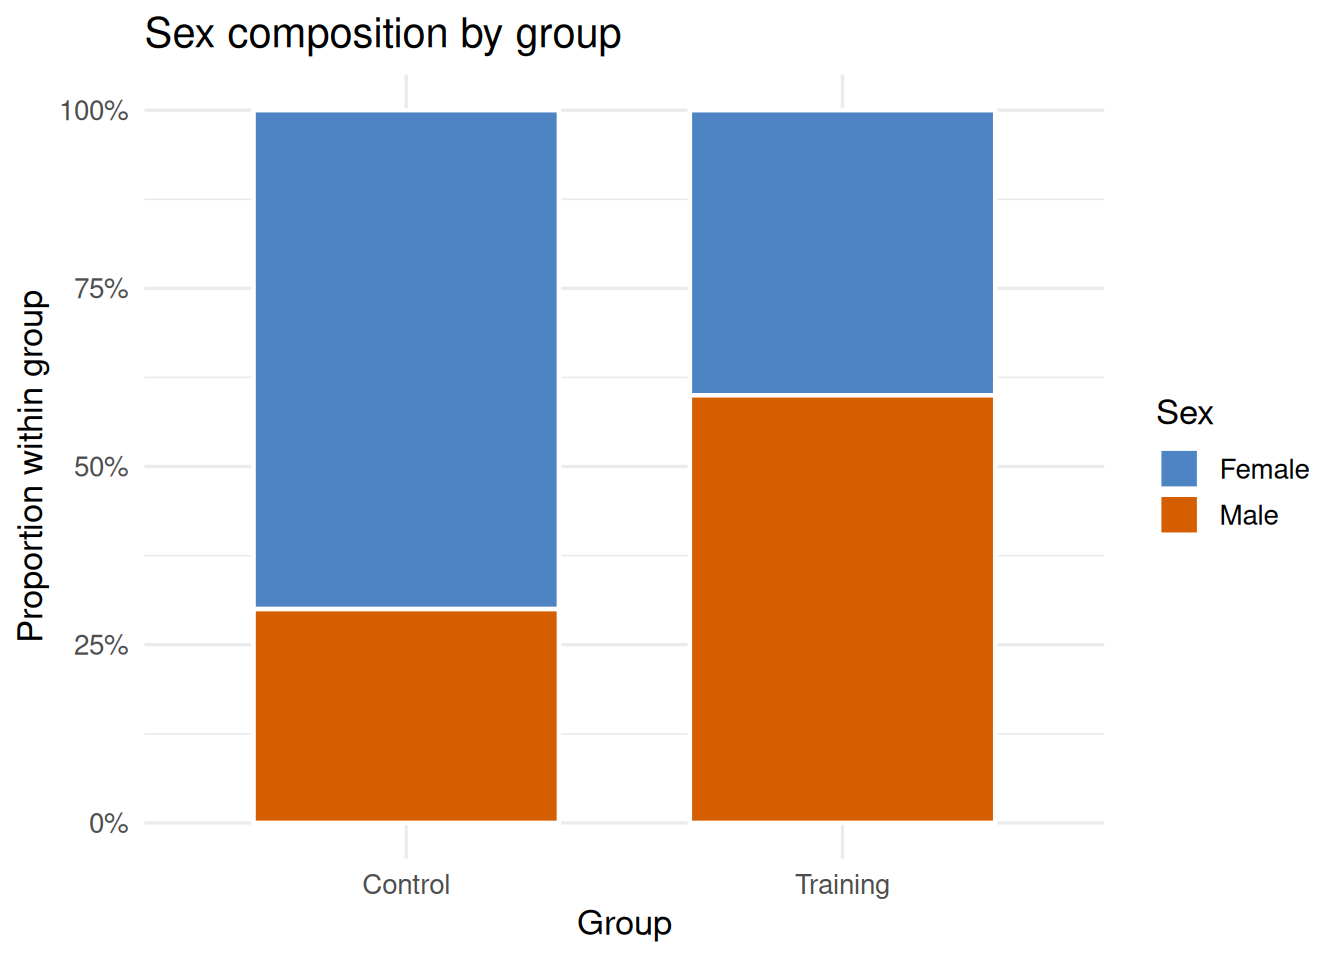 Sex composition by group
100%
75%
50%
25%
0%
Proportion within group
Control
Training
Group
Sex
Female
Male